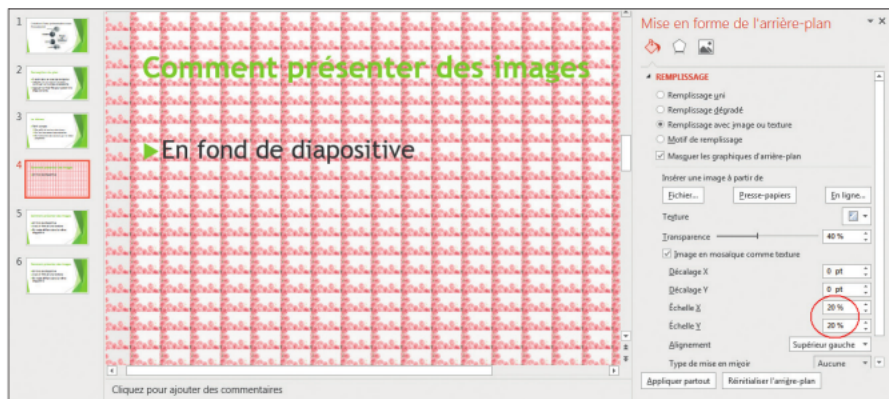 1
2
3
4
5
6
Comment présenter des images
En fond de diapositive
Cliquez pour ajouter des commentaires
Mise en forme de l'arrière-plan
REMPLISSAGE
Remplissage uni
Remplissage dégradé
Remplissage avec image ou texture
Motif de remplissage
Masquer les graphiques d'arrière-plan
Insérer une image à partir de
Fichier... Presse-papiers En ligne...
Texture
Transparence 40 %
Image en mosaïque comme texture
Décalage X 0 pt
Décalage Y 0 pt
Échelle X 20 %
Échelle Y 20 %
Alignement Supérieur gauche
Type de mise en miroir Aucune
Appliquer partout Réinitialiser l'arrière-plan